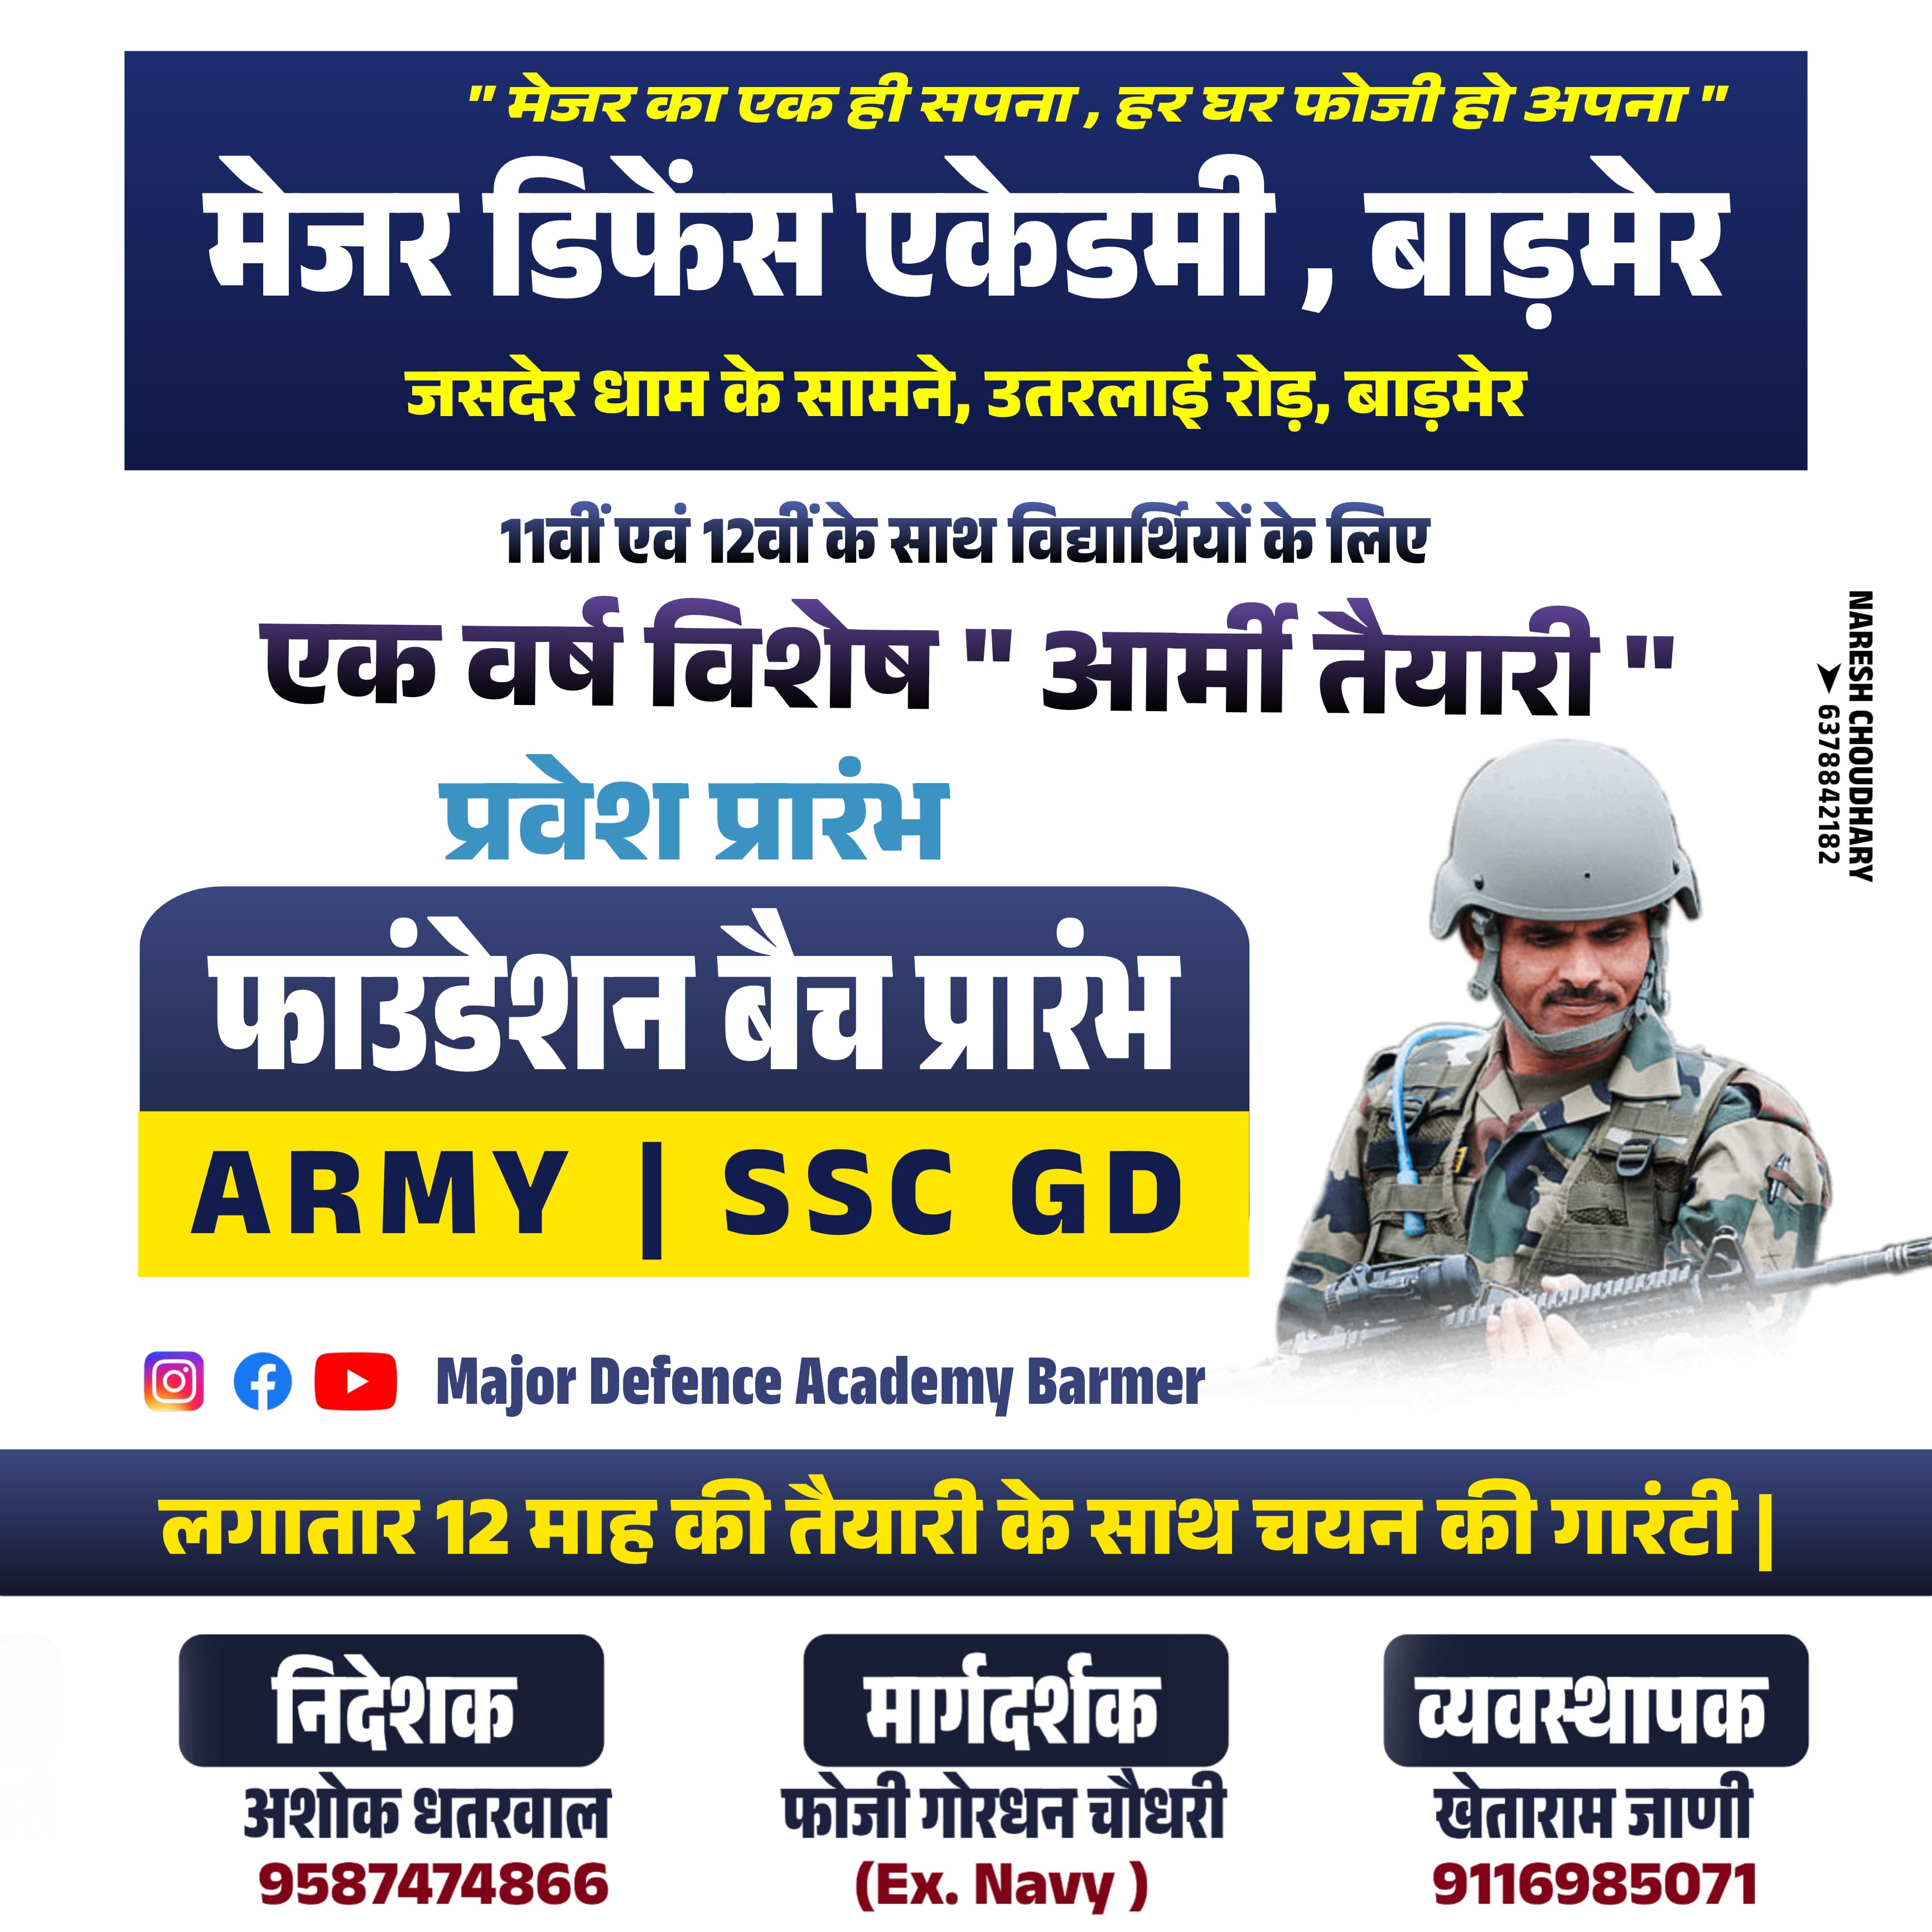 " मेजर का एक ही सपना , हर घर फोजी हो अपना "
मेजर डिफेंस एकेडमी , बाड़मेर
जसदेर धाम के सामने, उतरलाई रोड़, बाड़मेर
11वीं एवं 12वीं के साथ विद्यार्थियों के लिए
एक वर्ष विशेष " आर्मी तैयारी "
NARESH CHOUDHARY
6378842182
प्रवेश प्रारंभ
फाउंडेशन बैच प्रारंभ
ARMY | SSC GD
Major Defence Academy Barmer
लगातार 12 माह की तैयारी के साथ चयन की गारंटी |
निदेशक
अशोक धतरवाल
9587474866
मार्गदर्शक
फोजी गोरधन चौधरी
(Ex. Navy )
व्यवस्थापक
खेताराम जाणी
9116985071